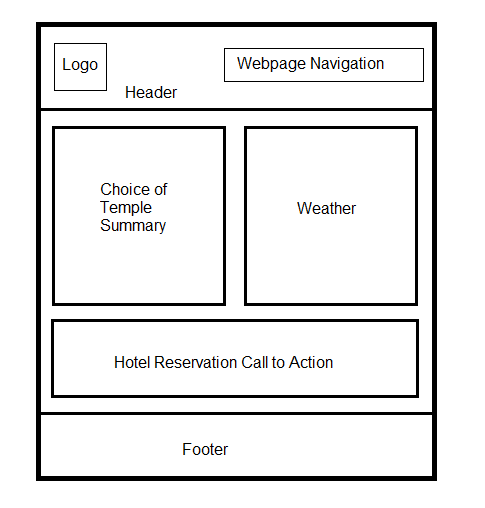 Logo
Webpage Navigation
Header
Choice of
Temple
Summary
Weather
Hotel Reservation Call to Action
Footer